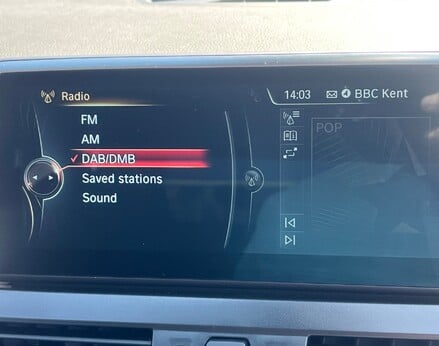 Radio
14:03 BBC Kent
FM
AM
DAB/DMB
Saved stations
Sound
POP